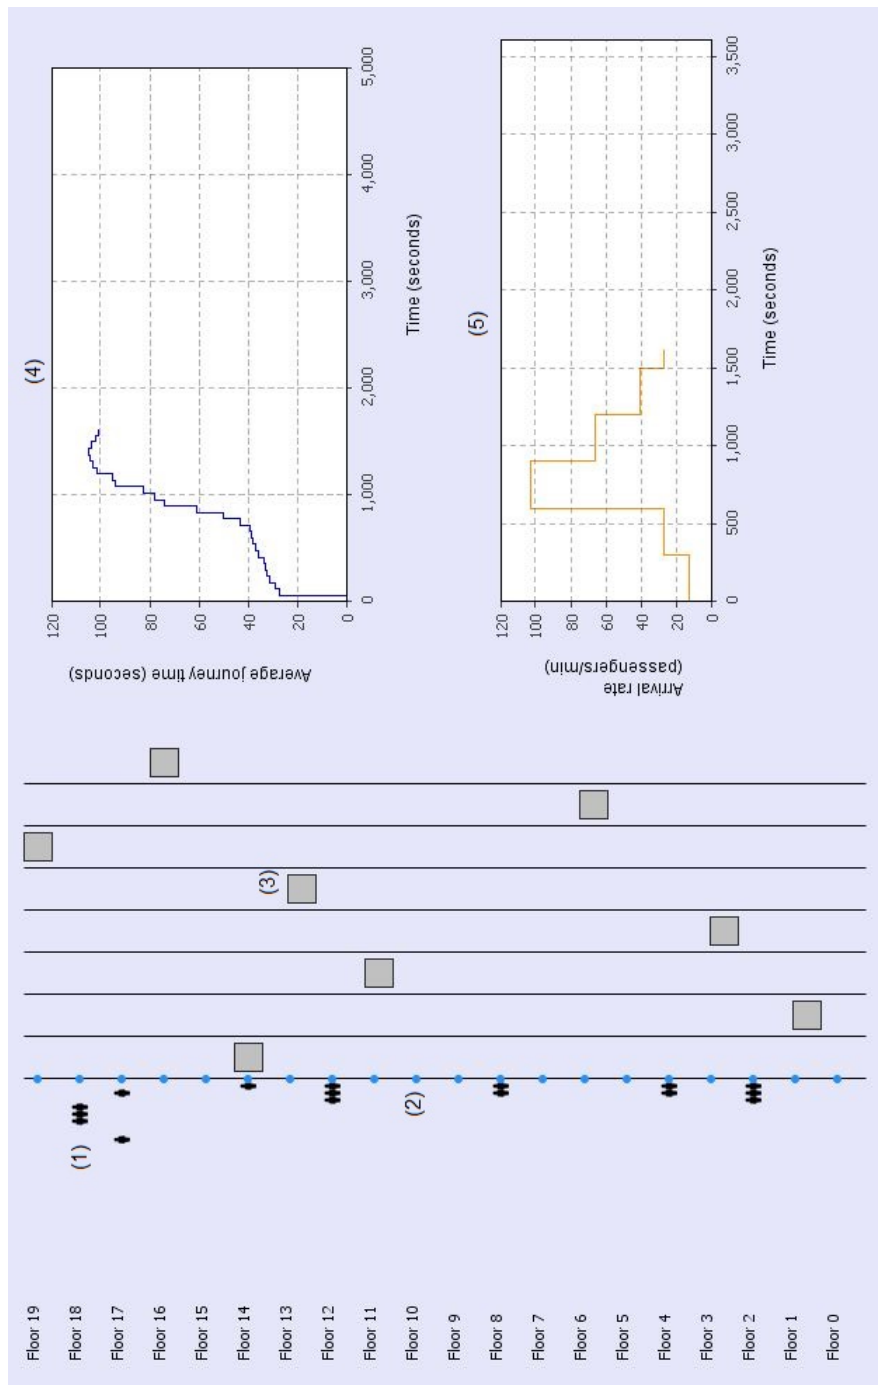 Floor 19
Floor 18
Floor 17
Floor 16
Floor 15
Floor 14
Floor 13
Floor 12
Floor 11
Floor 10
Floor 9
Floor 8
Floor 7
Floor 6
Floor 5
Floor 4
Floor 3
Floor 2
Floor 1
Floor 0
(1)
(2)
(3)
(4)
120
100
80
60
40
20
0
Average journey time (seconds)
0
1,000
2,000
3,000
4,000
5,000
Time (seconds)
(5)
120
100
80
60
40
20
0
Arrival rate
(passengers/min)
0
500
1,000
1,500
2,000
2,500
3,000
3,500
Time (seconds)